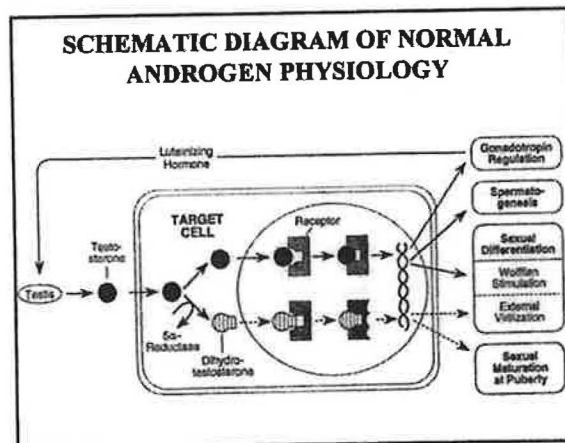 SCHEMATIC DIAGRAM OF NORMAL
ANDROGEN PHYSIOLOGY
Luteinizing
Hormone
Gonadotropin
Regulation
Spermato-
genesis
TARGET
CELL
Receptor
Testo-
sterone
Sexual
Differentiation
Wolffian
Stimulation
External
Virilization
Testis
5α-
Reductase
Dihydro-
testosterone
Sexual
Maturation
at Puberty